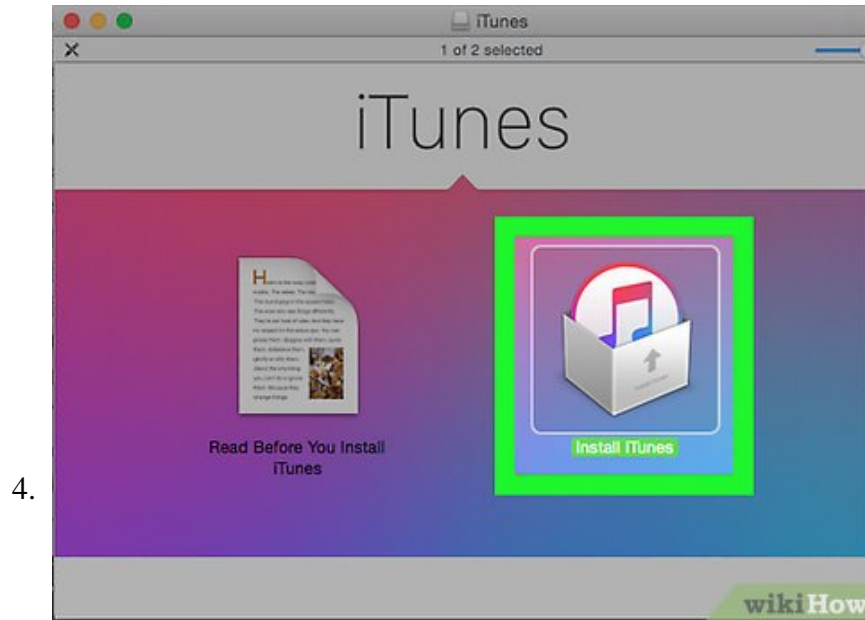 iTunes
1 of 2 selected
iTunes
Read Before You Install
iTunes
Install iTunes
4.
wikiHow